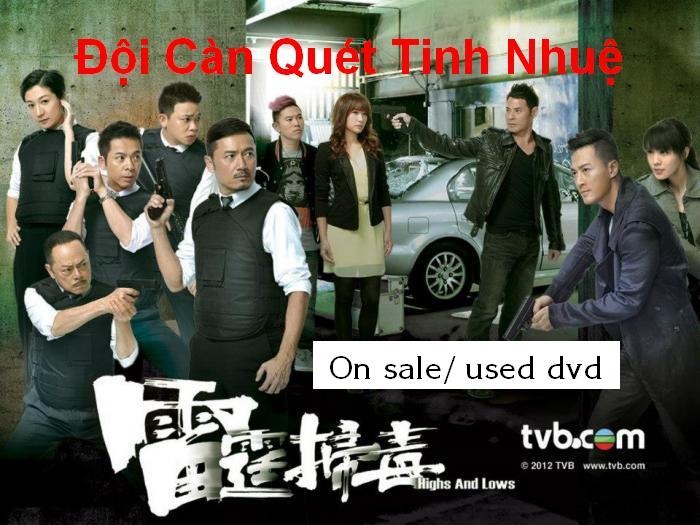 Đội Càn Quét Tinh Nhuệ
On sale/ used dvd
雷霆掃毒
Highs And Lows
tvb.com
© 2012 TVB www.tvb.com